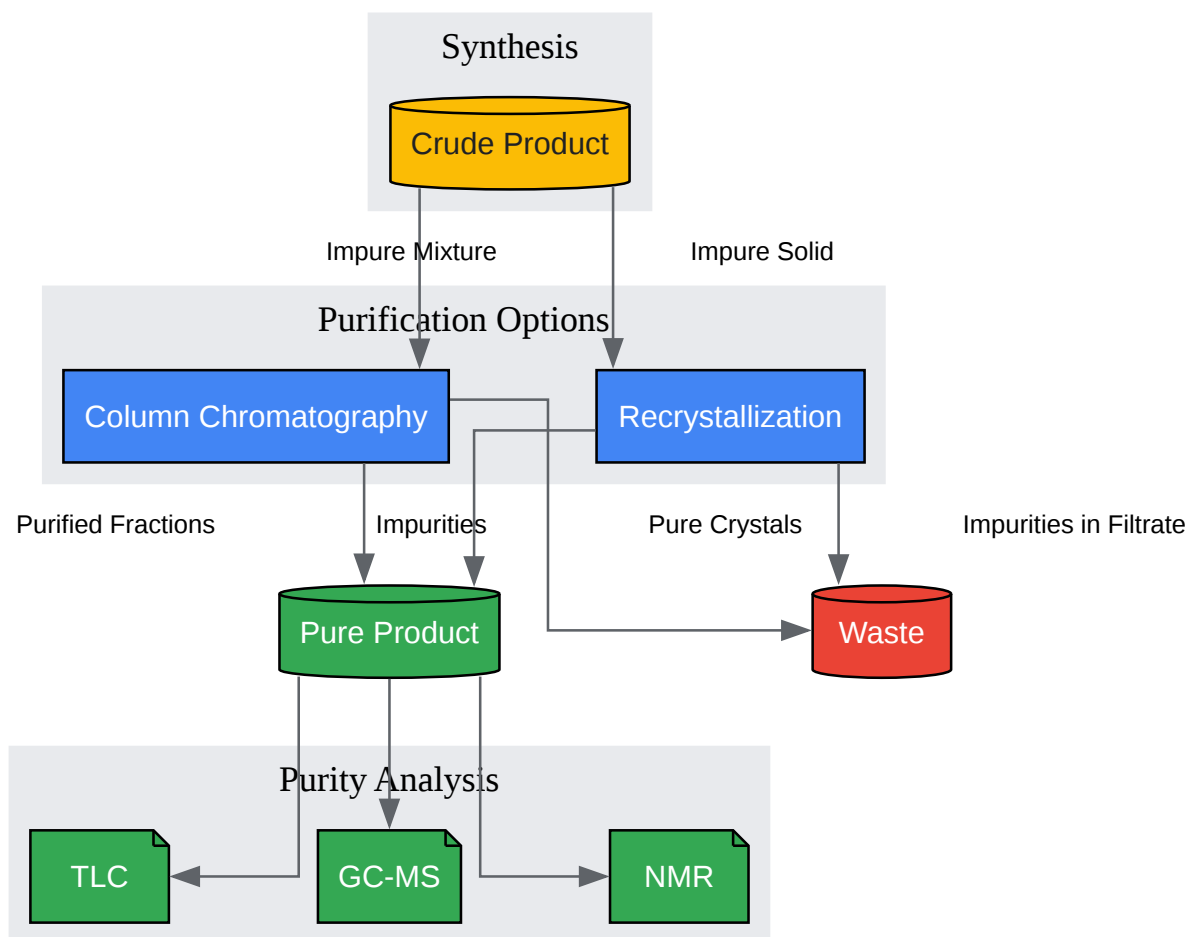 Synthesis
Crude Product
Impure Mixture
Impure Solid
Purification Options
Column Chromatography
Recrystallization
Purified Fractions
Impurities
Pure Crystals
Impurities in Filtrate
Pure Product
Waste
Purity Analysis
TLC
GC-MS
NMR